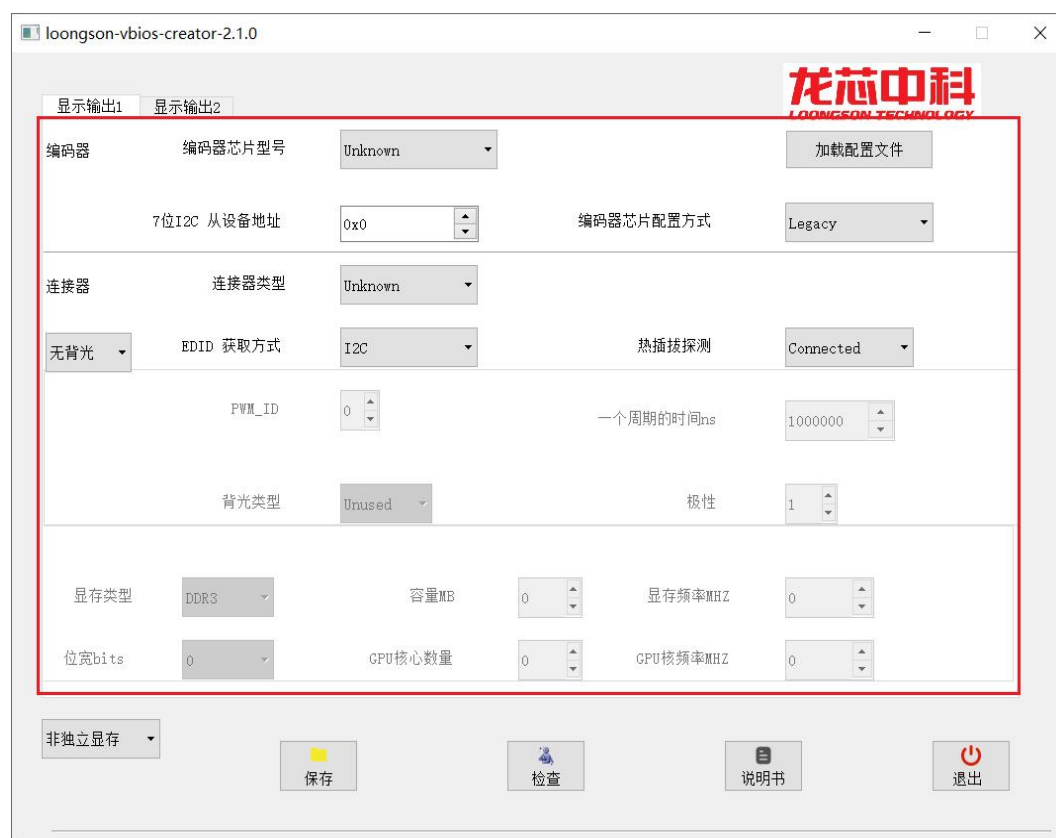 loongson-vbios-creator-2.1.0
龙芯中科
LOONGSON TECHNOLOGY
显示输出1 显示输出2
编码器 编码器芯片型号 Unknown 加载配置文件
7位I2C 从设备地址 0x0 编码器芯片配置方式 Legacy
连接器 连接器类型 Unknown
无背光 EDID 获取方式 I2C 热插拔探测 Connected
PWM_ID 0 一个周期的时间ns 1000000
背光类型 Unused 极性 1
显存类型 DDR3 容量MB 0 显存频率MHZ 0
位宽bits 0 GPU核心数量 0 GPU核频率MHZ 0
非独立显存
保存 检查 说明书 退出